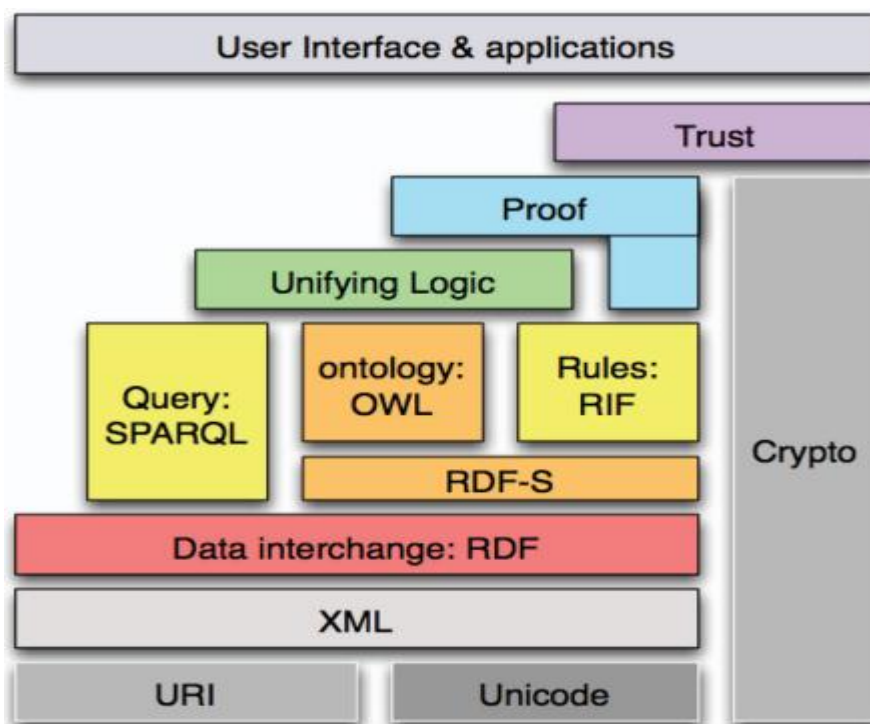 User Interface & applications
Trust
Proof
Unifying Logic
Query:
SPARQL
ontology:
OWL
Rules:
RIF
Crypto
RDF-S
Data interchange: RDF
XML
URI
Unicode